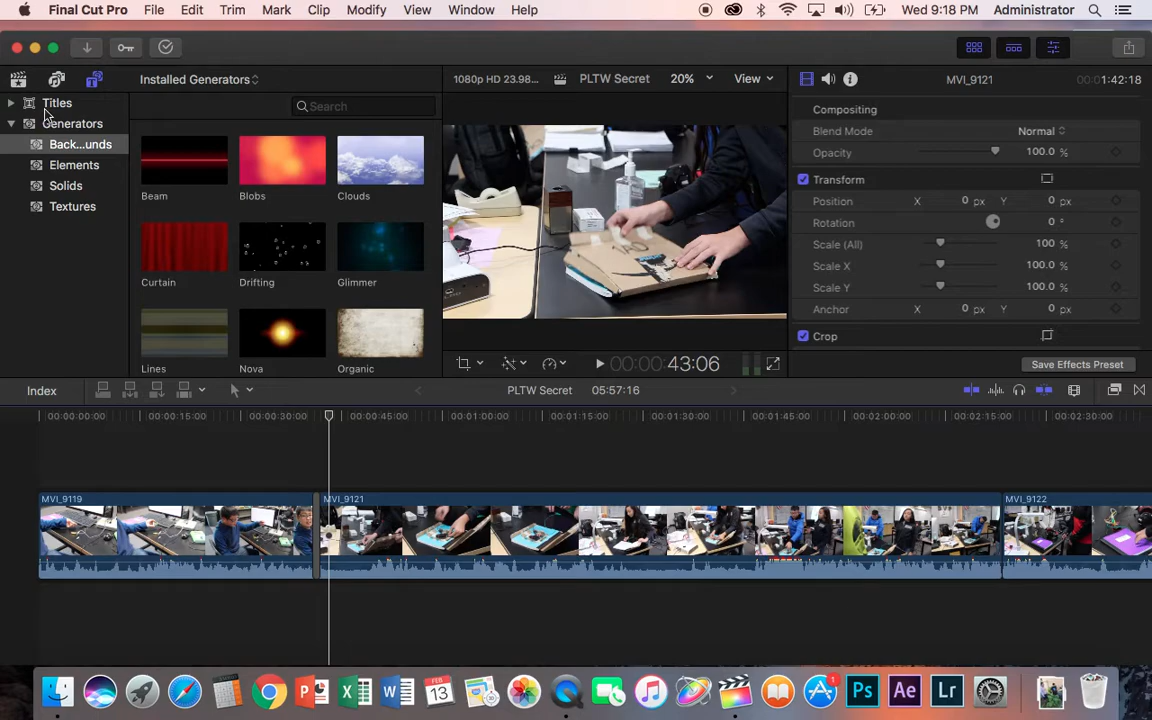 Final Cut Pro File Edit Trim Mark Clip Modify View Window Help Wed 9:18 PM Administrator
Installed Generators 1080p HD 23.98... PLTW Secret 20% View MVI_9121 1:42:18
Titles
Generators
Back...unds
Elements
Solids
Textures
Search
Beam Blobs Clouds
Curtain Drifting Glimmer
Lines Nova Organic
00:00:00:43:06
Compositing
Blend Mode Normal
Opacity 100.0 %
Transform
Position X 0 px Y 0 px
Rotation 0 °
Scale (All) 100 %
Scale X 100.0 %
Scale Y 100.0 %
Anchor X 0 px Y 0 px
Crop
Save Effects Preset
Index PLTW Secret 05:57:16
00:00:00:00 00:00:15:00 00:00:30:00 00:00:45:00 00:01:00:00 00:01:15:00 00:01:30:00 00:01:45:00 00:02:00:00 00:02:15:00 00:02:30:00
MVI_9119 MVI_9121 MVI_9122
FEB
13
1
Ps Ae Lr